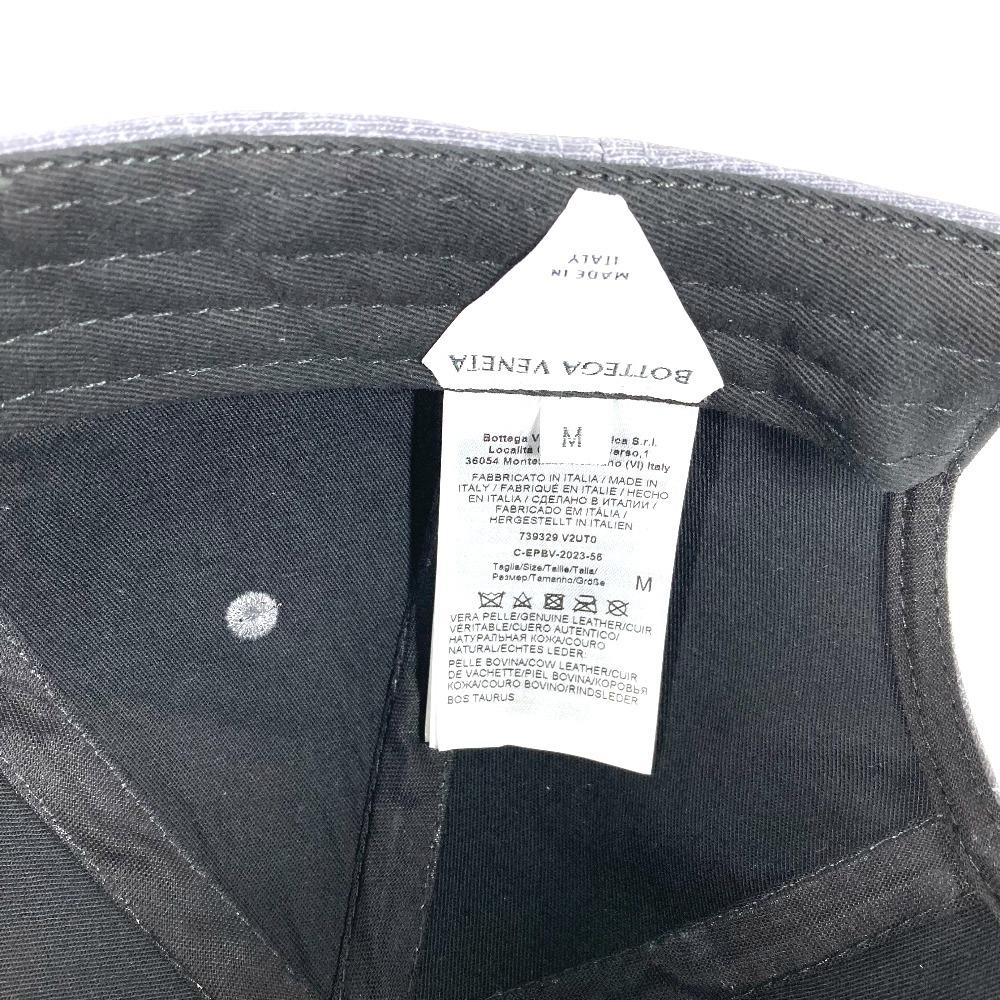 MADE IN
ITALY
BOTTEGA VENETA
M
Bottega S.r.l.
Localita
36054 (VI) Italy
FABBRICATO IN ITALIA / MADE IN
ITALY / FABRIQUÉ EN ITALIE / HECHO
EN ITALIA / СДЕЛАНО В ИТАЛИИ /
FABRICADO EM ITÁLIA /
HERGESTELLT IN ITALIEN
739329 V2UT0
C-EPBV-2023-56
Taglia/Size/Taille/Talla/
Размер/Tamanho/Größe M
VERA PELLE/GENUINE LEATHER/CUIR
VÉRITABLE/CUERO AUTENTICO/
НАТУРАЛЬНАЯ КОЖА/COURO
NATURAL/ECHTES LEDER:
PELLE BOVINA/COW LEATHER/CUIR
DE VACHETTE/PIEL BOVINA/КОРОВЬЯ
КОЖА/COURO BOVINO/RINDSLEDER
BOS TAURUS